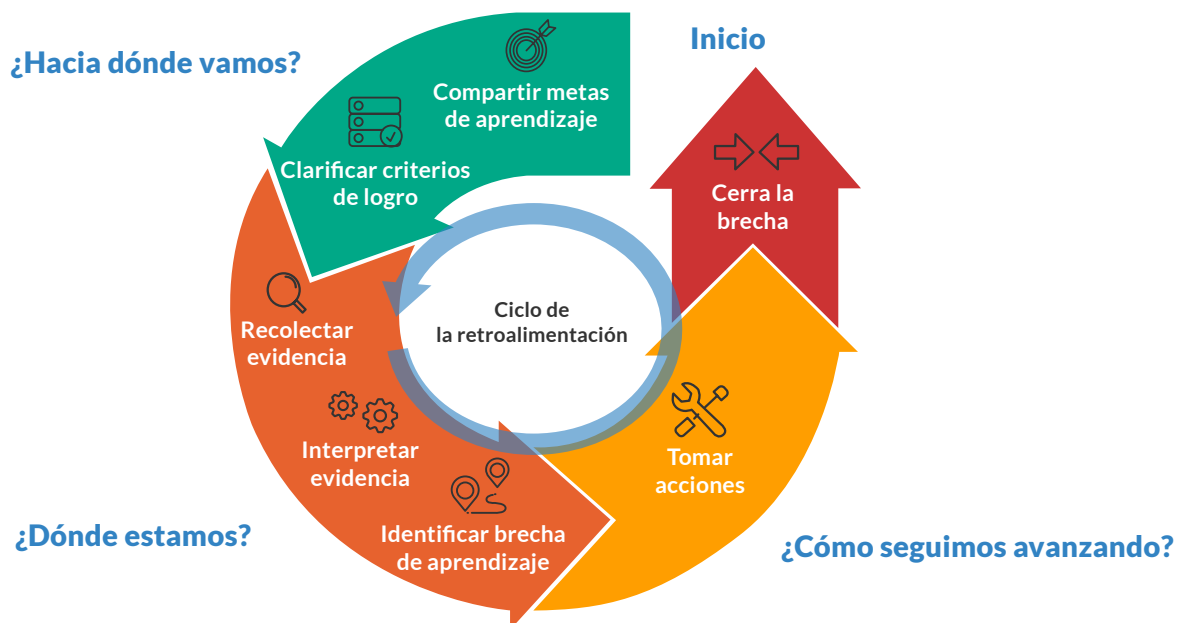 Inicio
¿Hacia dónde vamos?
Compartir metas
de aprendizaje
Clarificar criterios
de logro
¿Dónde estamos?
Recolectar
evidencia
Interpretar
evidencia
Identificar brecha
de aprendizaje
¿Cómo seguimos avanzando?
Tomar
acciones
Cerra la
brecha
Ciclo de
la retroalimentación